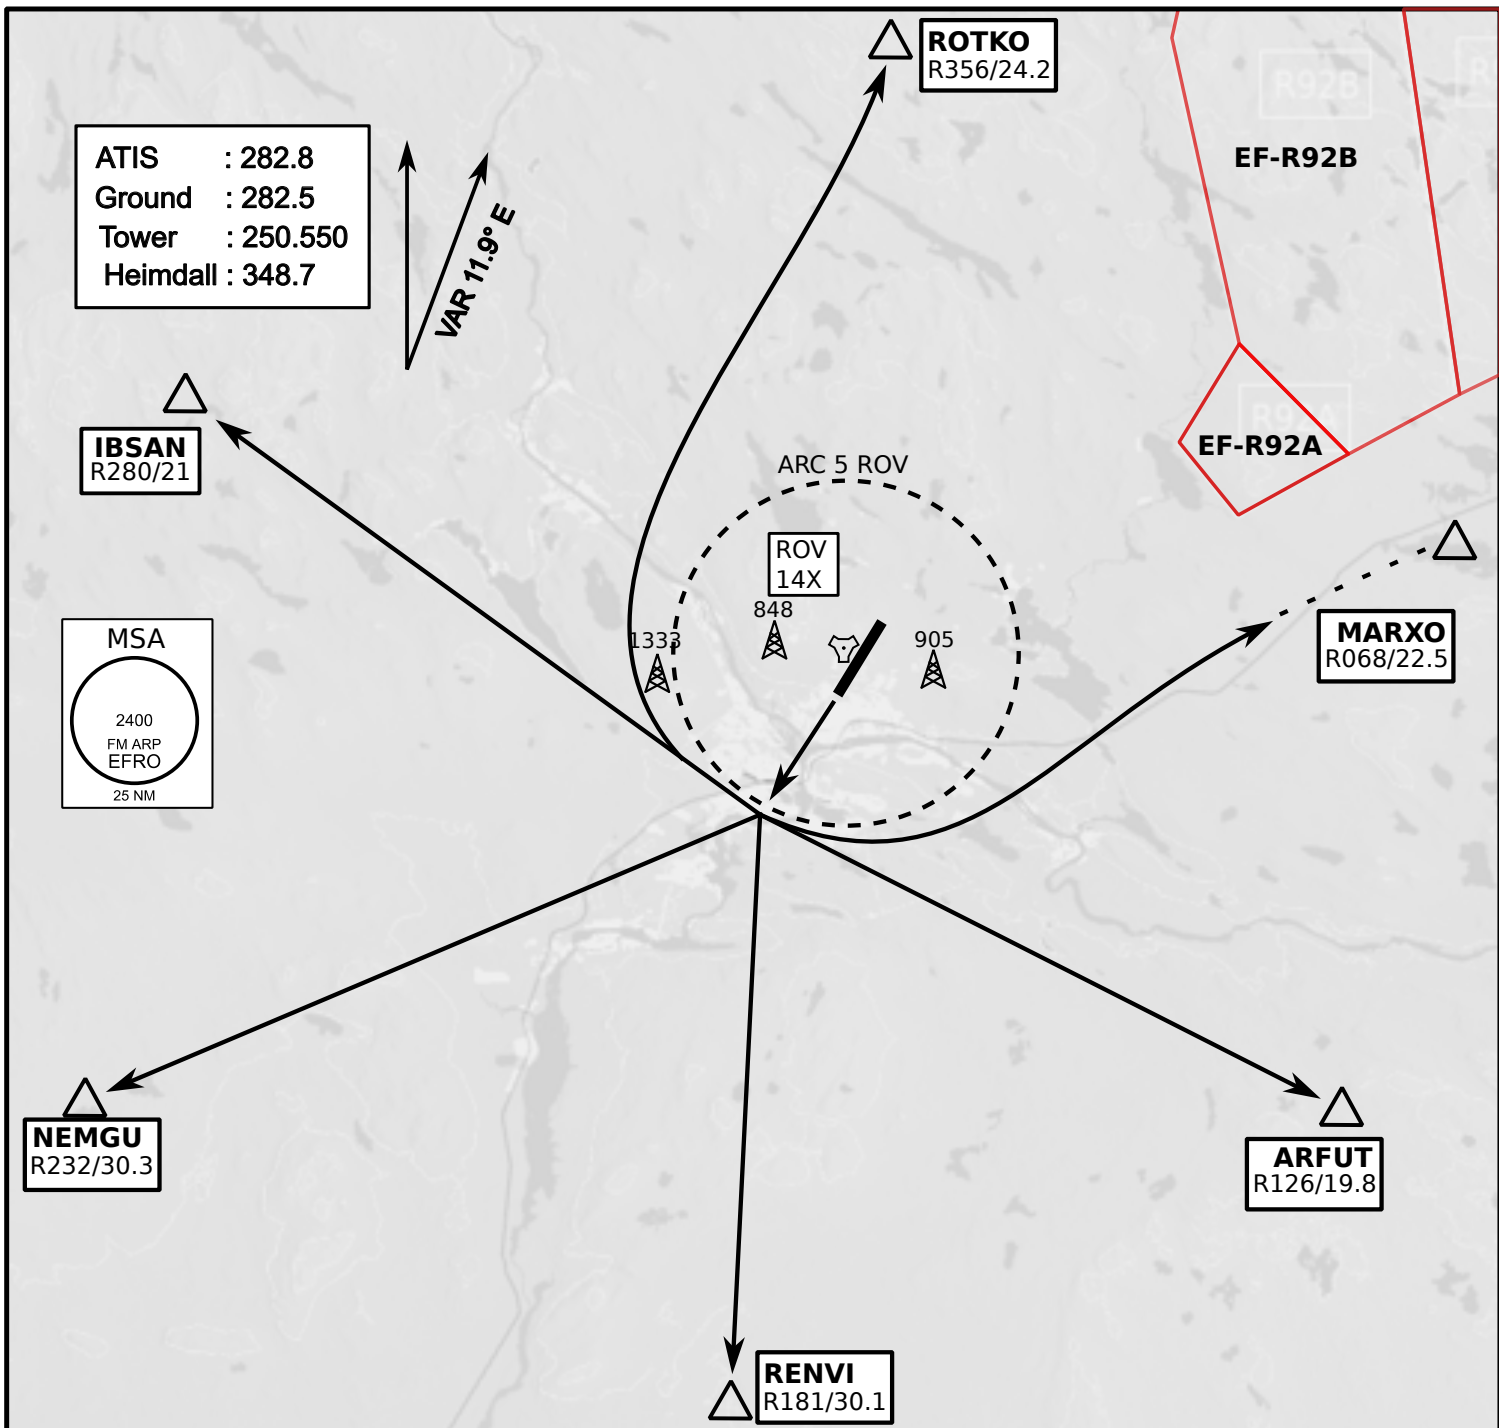 ROTKO
R356/24.2
R92B
EF-R92B
ATIS : 282.8
Ground : 282.5
Tower : 250.550
Heimdall : 348.7
VAR 11.9° E
IBSAN
R280/21
R92A
EF-R92A
ARC 5 ROV
ROV
14X
848
1333
905
MARXO
R068/22.5
MSA
2400
FM ARP
EFRO
25 NM
NEMGU
R232/30.3
ARFUT
R126/19.8
RENVI
R181/30.1